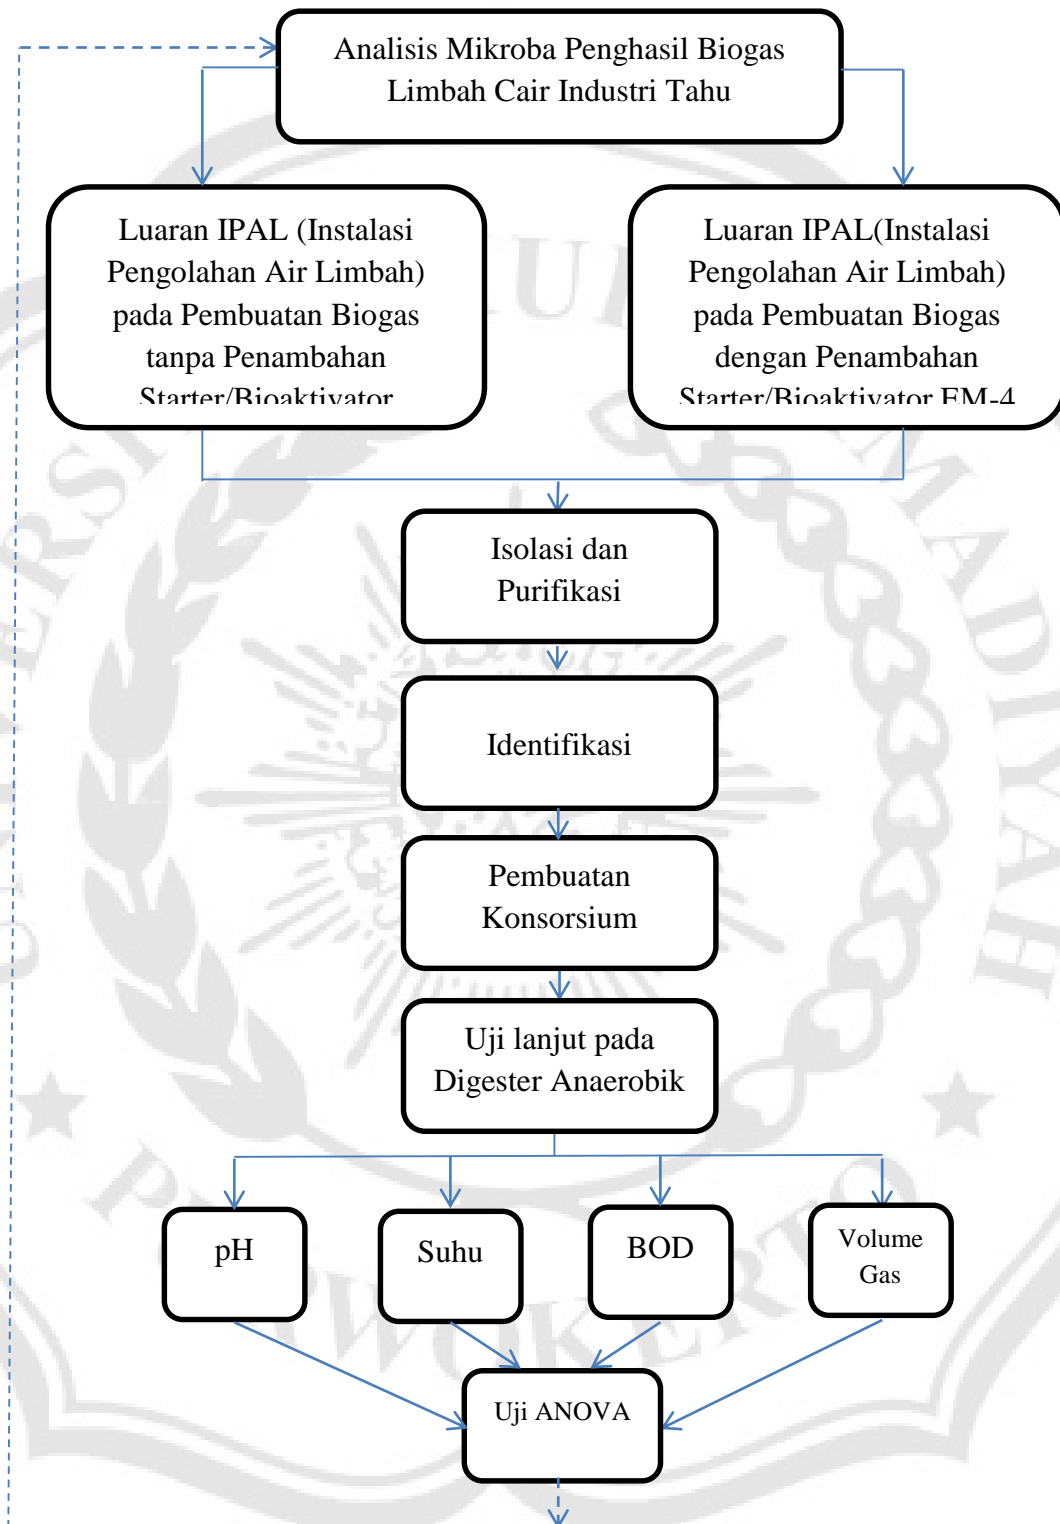 Analisis Mikroba Penghasil Biogas
Limbah Cair Industri Tahu
Luaran IPAL (Instalasi
Pengolahan Air Limbah)
pada Pembuatan Biogas
tanpa Penambahan
Starter/Bioaktivator
Luaran IPAL(Instalasi
Pengolahan Air Limbah)
pada Pembuatan Biogas
dengan Penambahan
Starter/Bioaktivator EM-4
Isolasi dan
Purifikasi
Identifikasi
Pembuatan
Konsorsium
Uji lanjut pada
Digester Anaerobik
pH
Suhu
BOD
Volume
Gas
Uji ANOVA
PURWOKERTO